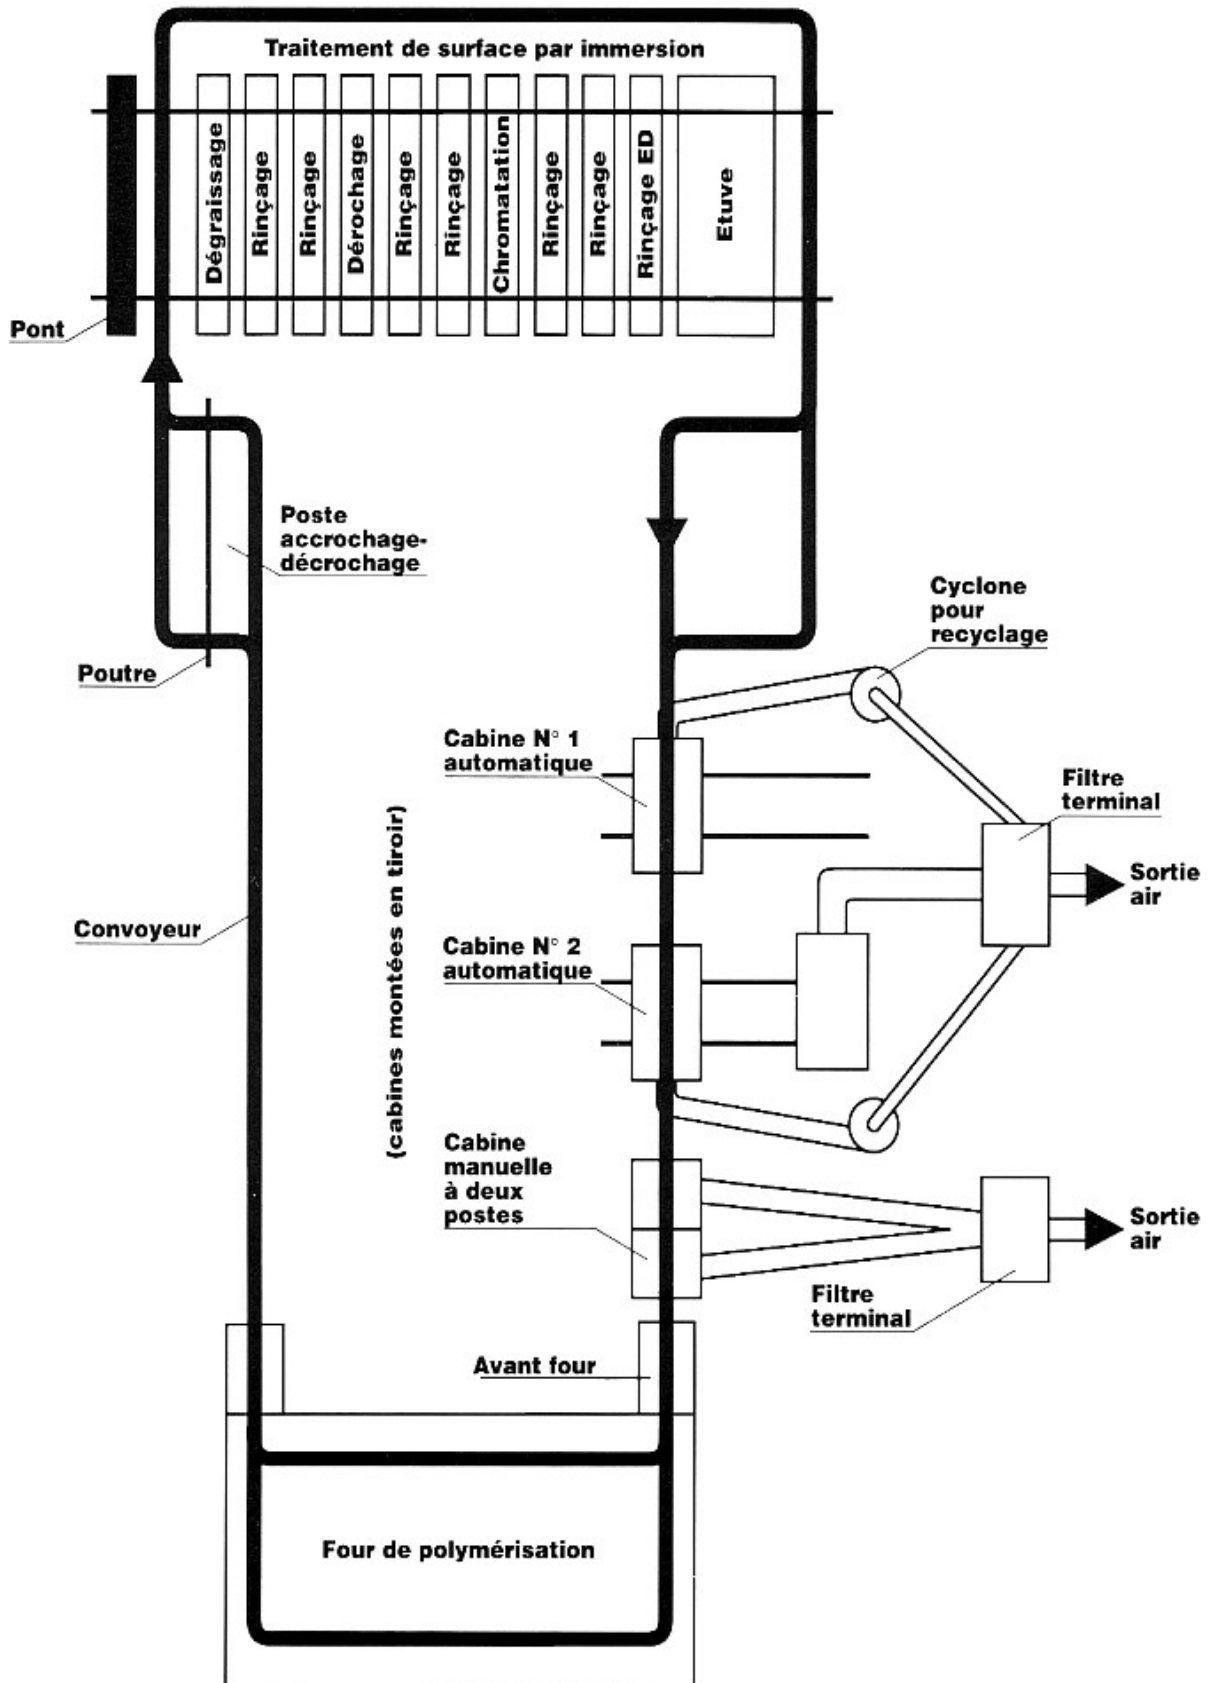 Traitement de surface par immersion
Dégraissage
Rinçage
Rinçage
Dérochage
Rinçage
Rinçage
Chromatation
Rinçage
Rinçage
Rinçage ED
Etuve
Pont
Poste
accrochage-
décrochage
Poutre
Cyclone
pour
recyclage
Cabine N° 1
automatique
Filtre
terminal
Sortie
air
(cabines montées en tiroir)
Convoyeur
Cabine N° 2
automatique
Cabine
manuelle
à deux
postes
Sortie
air
Filtre
terminal
Avant four
Four de polymérisation